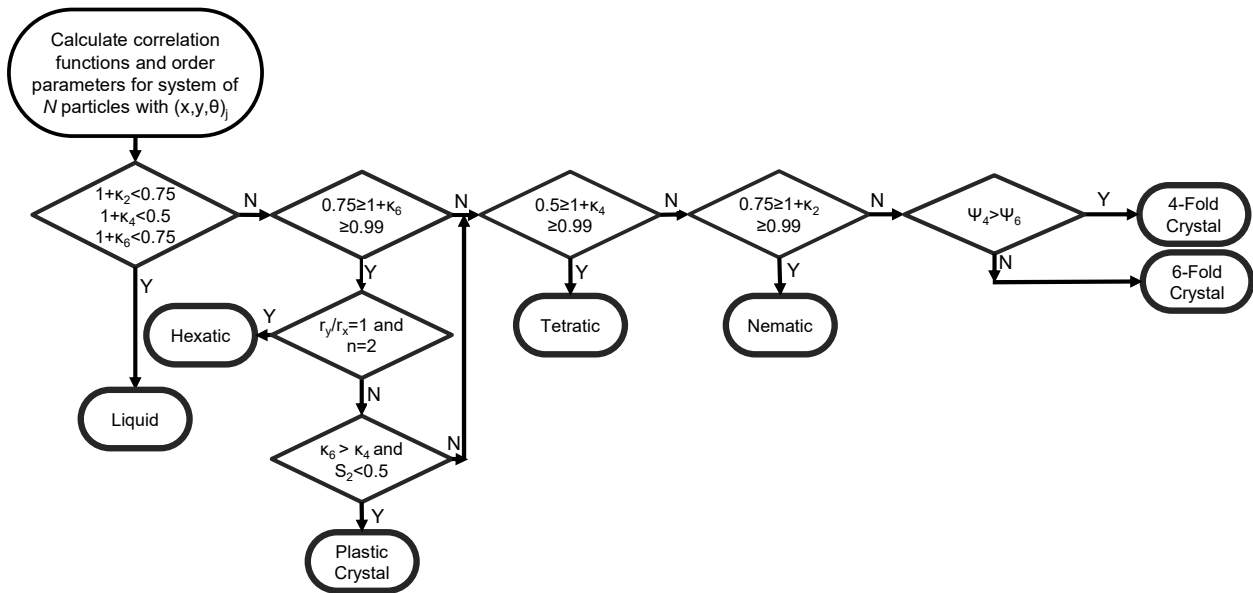 Calculate correlation
functions and order
parameters for system of
N particles with (x,y,θ)j
1+κ2<0.75
1+κ4<0.5
1+κ6<0.75
N
0.75≥1+κ6
≥0.99
N
0.5≥1+κ4
≥0.99
N
0.75≥1+κ2
≥0.99
N
Ψ4>Ψ6
Y
4-Fold
Crystal
N
6-Fold
Crystal
Y
Y
Y
Y
ry/rx=1 and
n=2
Y
Hexatic
Tetratic
Nematic
N
Liquid
κ6 > κ4 and
S2<0.5
N
Y
Plastic
Crystal